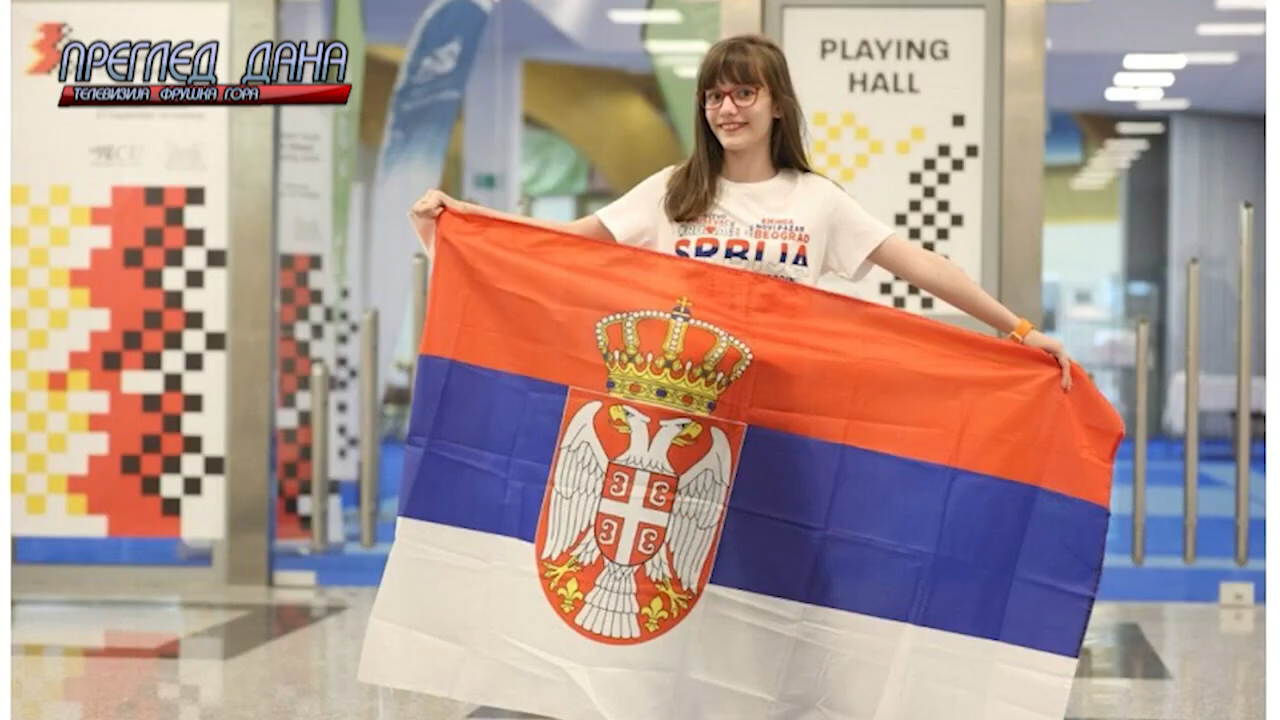 ПРЕГЛЕД ДАНА
ТЕЛЕВИЗИЈА ФРУШКА ГОРА
PLAYING
HALL
NOVI PAZAR
BEOGRAD
SRBIJA